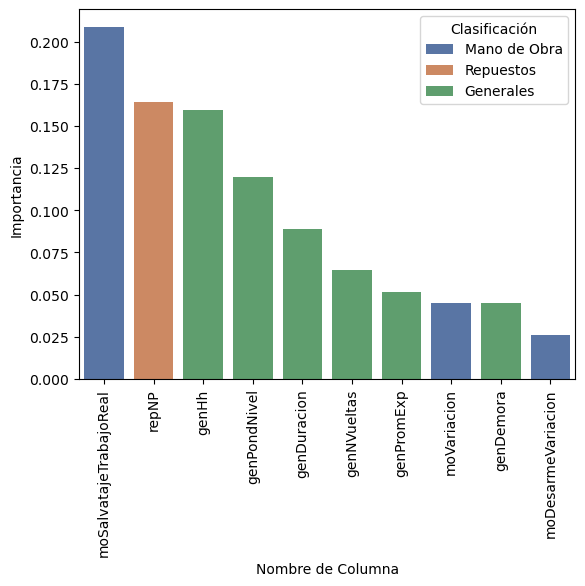 Clasificación
Mano de Obra
Repuestos
Generales
Importancia
0.200
0.175
0.150
0.125
0.100
0.075
0.050
0.025
0.000
moSalvatajeTrabajoReal
repNP
genHh
genPondNivel
genDuracion
genNVueltas
genPromExp
moVariacion
genDemora
moDesarmeVariacion
Nombre de Columna